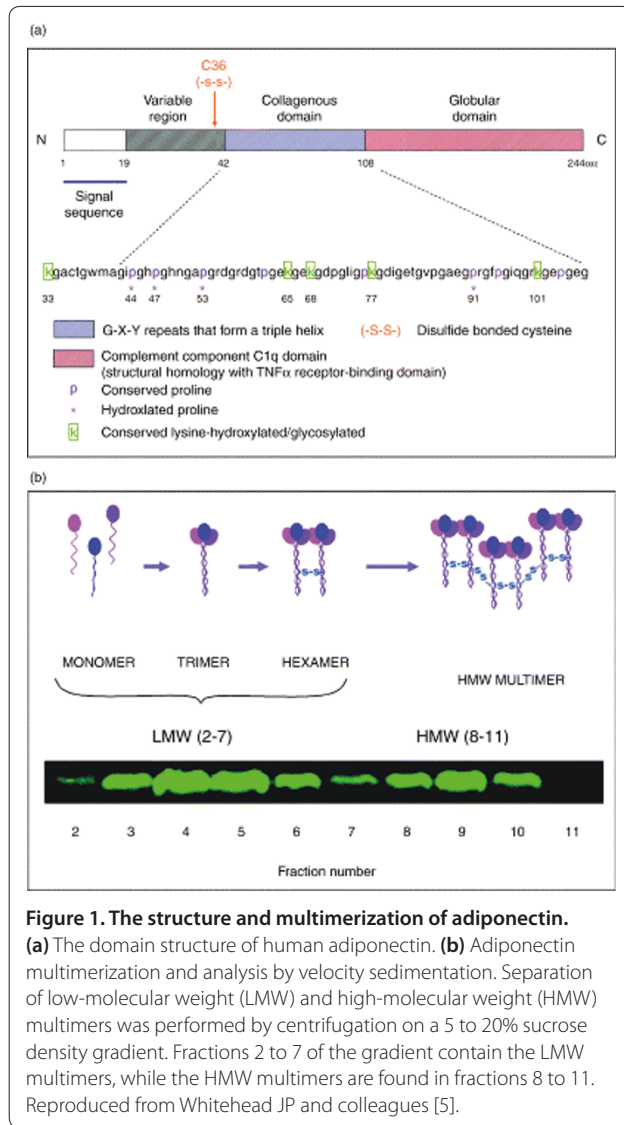 (a)
C36
(-s-s-)
Variable region
Collagenous domain
Globular domain
N
C
1 19 42 108 244aa
Signal sequence
kgactgwmagipghpghngapgrdgrdgtpgekgekgdpgligpkgdigetgvpgaegprgfpgiqgrkgepgeg
33 44 47 53 65 68 77 91 101
* * * *
G-X-Y repeats that form a triple helix
(-S-S-) Disulfide bonded cysteine
Complement component C1q domain
(structural homology with TNFα receptor-binding domain)
p Conserved proline
* Hydroxlated proline
k Conserved lysine-hydroxylated/glycosylated
(b)
s-s
s-s s s s-s s s s-s
MONOMER TRIMER HEXAMER
HMW MULTIMER
LMW (2-7) HMW (8-11)
2 3 4 5 6 7 8 9 10 11
Fraction number
Figure 1. The structure and multimerization of adiponectin.
(a) The domain structure of human adiponectin. (b) Adiponectin
multimerization and analysis by velocity sedimentation. Separation
of low-molecular weight (LMW) and high-molecular weight (HMW)
multimers was performed by centrifugation on a 5 to 20% sucrose
density gradient. Fractions 2 to 7 of the gradient contain the LMW
multimers, while the HMW multimers are found in fractions 8 to 11.
Reproduced from Whitehead JP and colleagues [5].